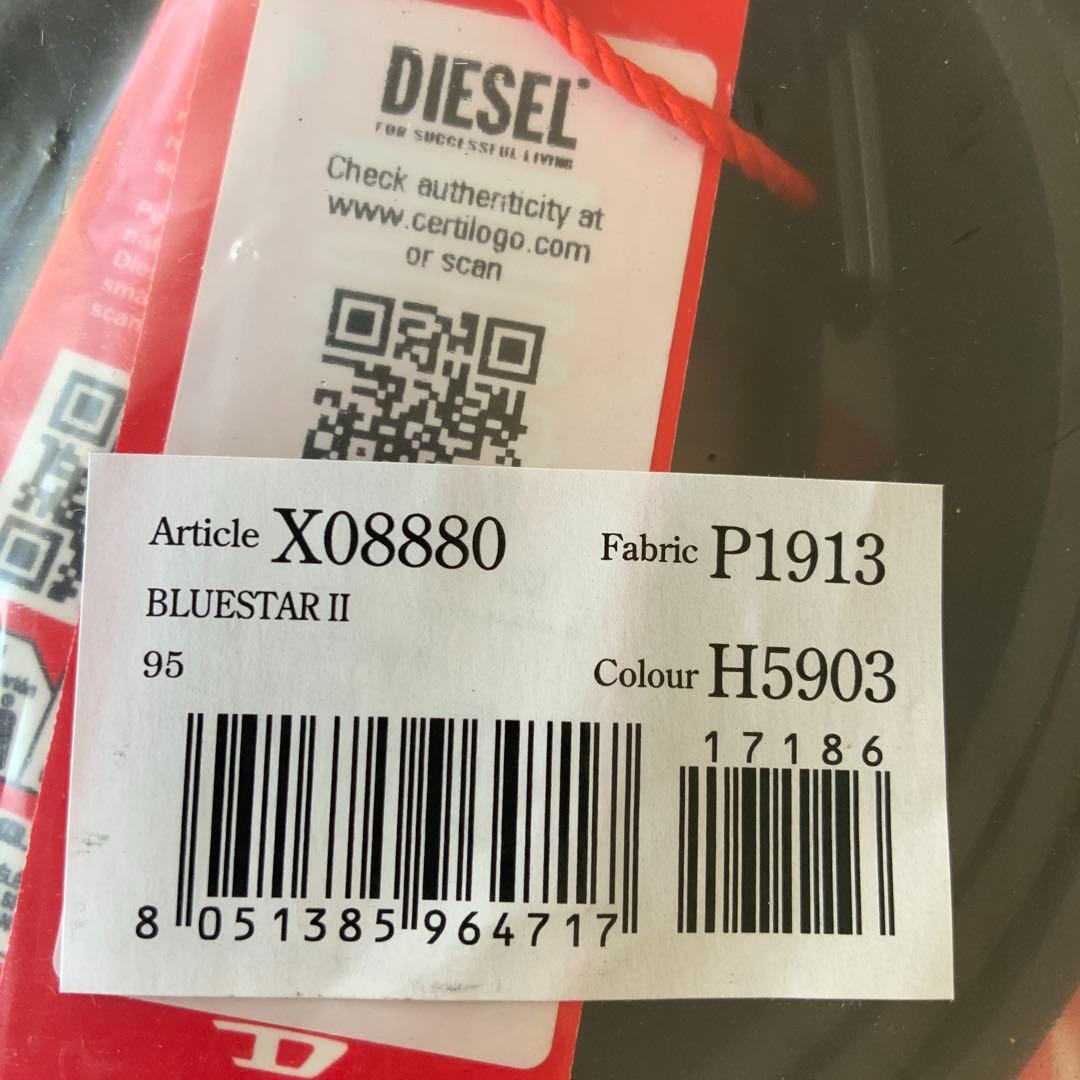 DIESEL
FOR SUCCESSFUL LIVING
Check authenticity at
www.certilogo.com
or scan
Article X08880
Fabric P1913
BLUESTAR II
95
Colour H5903
17186
8 051385 964717
D